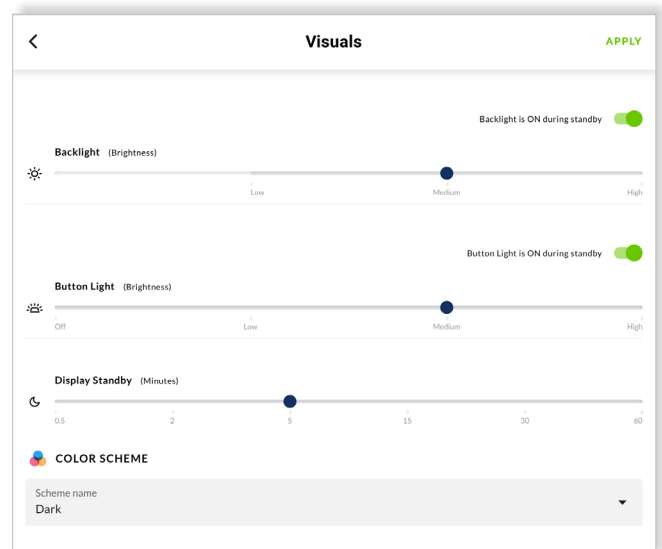 Visuals
APPLY
Backlight is ON during standby
Backlight (Brightness)
Low Medium High
Button Light is ON during standby
Button Light (Brightness)
Off Low Medium High
Display Standby (Minutes)
0.5 2 5 15 30 60
COLOR SCHEME
Scheme name
Dark